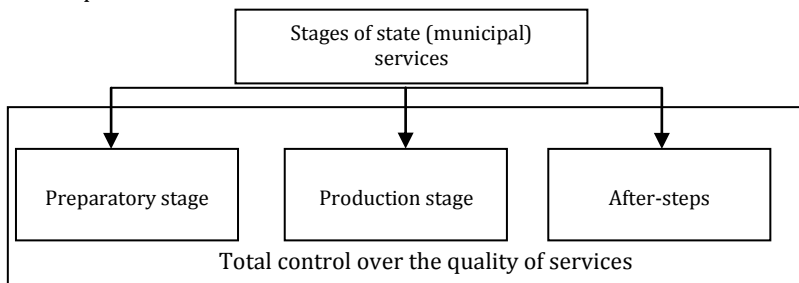 Stages of state (municipal)
services
Preparatory stage
Production stage
After-steps
Total control over the quality of services